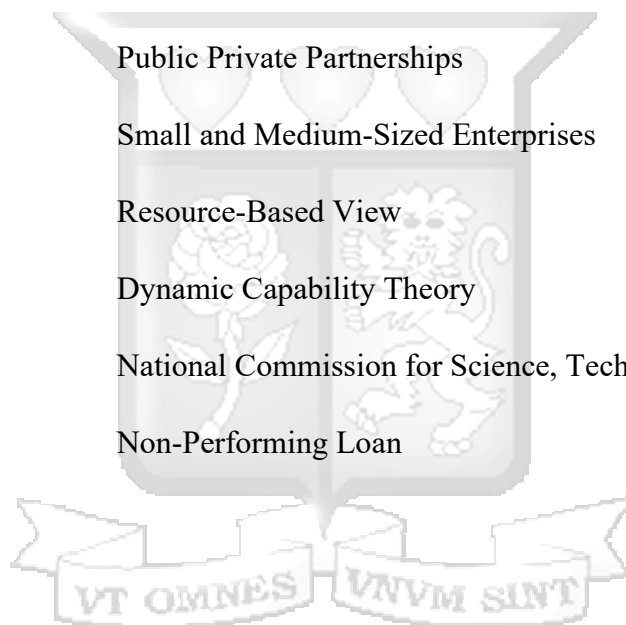 Public Private Partnerships
Small and Medium-Sized Enterprises
Resource-Based View
Dynamic Capability Theory
National Commission for Science, Tech
Non-Performing Loan
VT OMNES VNVM SINT